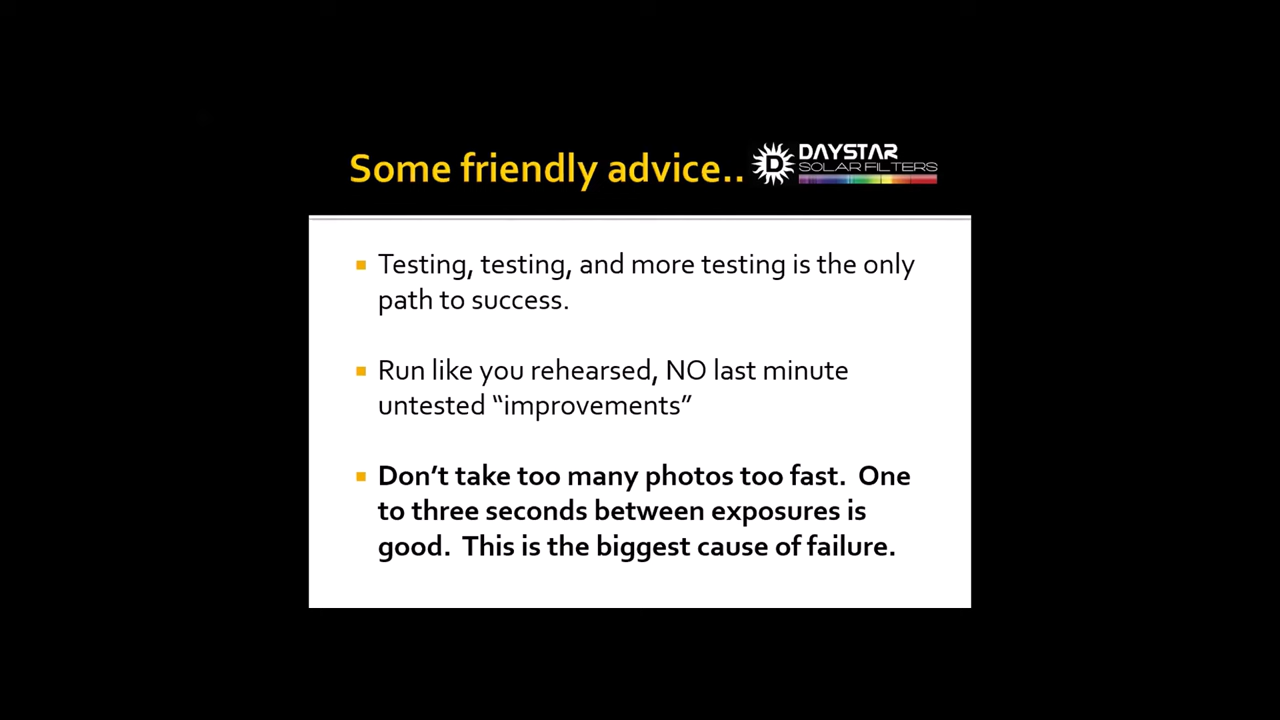 Some friendly advice..
DAYSTAR
SOLAR FILTERS
Testing, testing, and more testing is the only
path to success.
Run like you rehearsed, NO last minute
untested “improvements”
Don’t take too many photos too fast.  One
to three seconds between exposures is
good.  This is the biggest cause of failure.